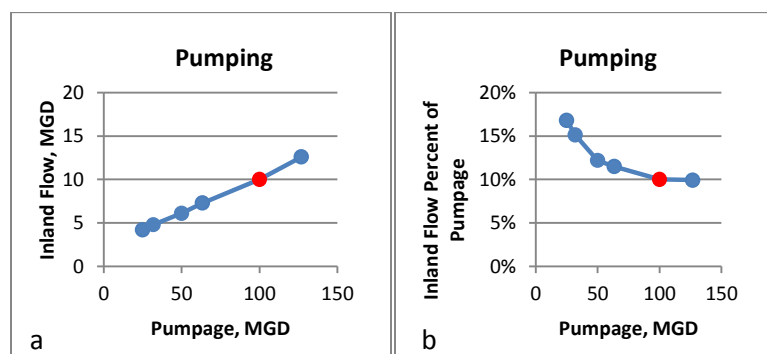 Pumping
Inland Flow, MGD
20
15
10
5
0
0 50 100 150
Pumpage, MGD
a
Pumping
Inland Flow Percent of
Pumpage
20%
15%
10%
5%
0%
0 50 100 150
Pumpage, MGD
b